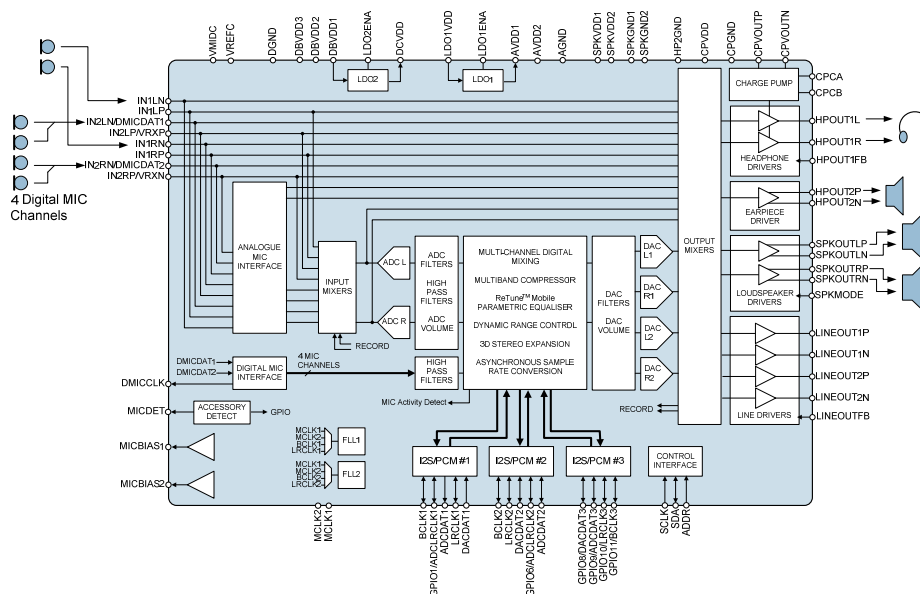 VMIDC
VREFC
DGND
DBVDD3
DBVDD2
DBVDD1
LDO2ENA
DCVDD
LDO1VDD
LDO1ENA
AVDD1
AVDD2
AGND
SPKVDD1
SPKVDD2
SPKGND1
SPKGND2
HP2GND
CPVDD
CPGND
CPVOUTP
CPVOUTN
LDO2
LDO1
CHARGE PUMP
CPCA
CPCB
IN1LN
IN1LP
IN2LN/DMICDAT1
IN2LP/VRXP
IN1RN
IN1RP
IN2RN/DMICDAT2
IN2RP/VRXN
4 Digital MIC
Channels
HPOUT1L
HPOUT1R
HEADPHONE
DRIVERS
HPOUT1FB
HPOUT2P
HPOUT2N
EARPIECE
DRIVER
SPKOUTLP
SPKOUTLN
SPKOUTRP
SPKOUTRN
LOUDSPEAKER
DRIVERS
SPKMODE
LINEOUT1P
LINEOUT1N
LINEOUT2P
LINEOUT2N
LINE DRIVERS
LINEOUTFB
ANALOGUE
MIC
INTERFACE
INPUT
MIXERS
RECORD
ADC L
ADC R
ADC
FILTERS
HIGH
PASS
FILTERS
ADC
VOLUME
MULTI-CHANNEL DIGITAL
MIXING
MULTIBAND COMPRESSOR
ReTune™ Mobile
PARAMETRIC EQUALISER
DYNAMIC RANGE CONTROL
3D STEREO EXPANSION
ASYNCHRONOUS SAMPLE
RATE CONVERSION
DAC
FILTERS
DAC
VOLUME
DAC
L1
DAC
R1
DAC
L2
DAC
R2
OUTPUT
MIXERS
RECORD
DMICDAT1
DMICDAT2
DIGITAL MIC
INTERFACE
4 MIC
CHANNELS
HIGH PASS
FILTERS
MIC Activity Detect
DMICCLK
MICDET
ACCESSORY
DETECT
GPIO
MICBIAS1
MICBIAS2
MCLK1
MCLK2
BCLK1
LRCLK1
FLL1
MCLK1
MCLK2
BCLK2
LRCLK2
FLL2
I2S/PCM #1
I2S/PCM #2
I2S/PCM #3
CONTROL
INTERFACE
MCLK2
MCLK1
BCLK1
GPIO1/ADCLRCLK1
ADCDAT1
LRCLK1
DACDAT1
BCLK2
LRCLK2
DACDAT2
GPIO6/ADCLRCLK2
ADCDAT2
GPIO8/DACDAT3
GPIO9/ADCDAT3
GPIO10/LRCLK3
GPIO11/BCLK3
SCLK
SDA
ADDR